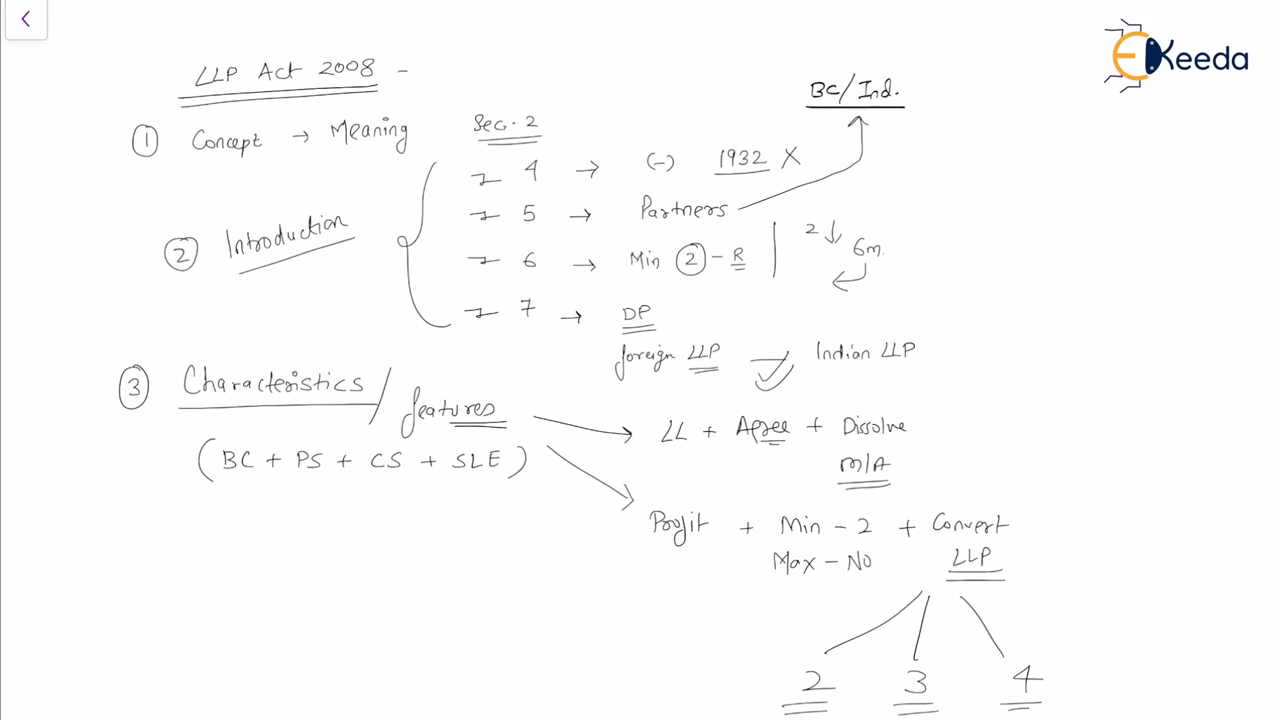 EKeeda
LLP Act 2008 -
BC/Ind.
① Concept → Meaning Sec. 2
② Introduction
4 → (-) 1932 X
5 → Partners
6 → Min ② - R | 2 ↓ 6m
7 → DP
foreign LLP Indian LLP
③ Characteristics / features
(BC + PS + CS + SLE)
LL + Agree + Dissolve
M/A
Profit + Min - 2 + Convert
Max - No LLP
2 3 4